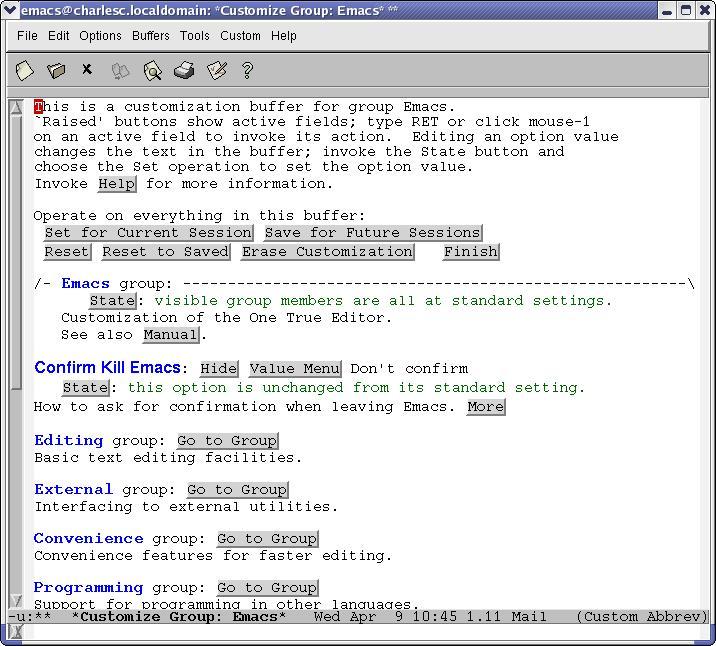 emacs@charlesc.localdomain: *Customize Group: Emacs* **
File Edit Options Buffers Tools Custom Help
This is a customization buffer for group Emacs.
`Raised' buttons show active fields; type RET or click mouse-1
on an active field to invoke its action.  Editing an option value
changes the text in the buffer; invoke the State button and
choose the Set operation to set the option value.
Invoke Help for more information.
Operate on everything in this buffer:
Set for Current Session Save for Future Sessions
Reset Reset to Saved Erase Customization Finish
/- Emacs group: --------------------------------------------------------\
State: visible group members are all at standard settings.
Customization of the One True Editor.
See also Manual.
Confirm Kill Emacs: Hide Value Menu Don't confirm
State: this option is unchanged from its standard setting.
How to ask for confirmation when leaving Emacs. More
Editing group: Go to Group
Basic text editing facilities.
External group: Go to Group
Interfacing to external utilities.
Convenience group: Go to Group
Convenience features for faster editing.
Programming group: Go to Group
Support for programming in other languages.
-u:**  *Customize Group: Emacs*   Wed Apr  9 10:45 1.11 Mail   (Custom Abbrev)